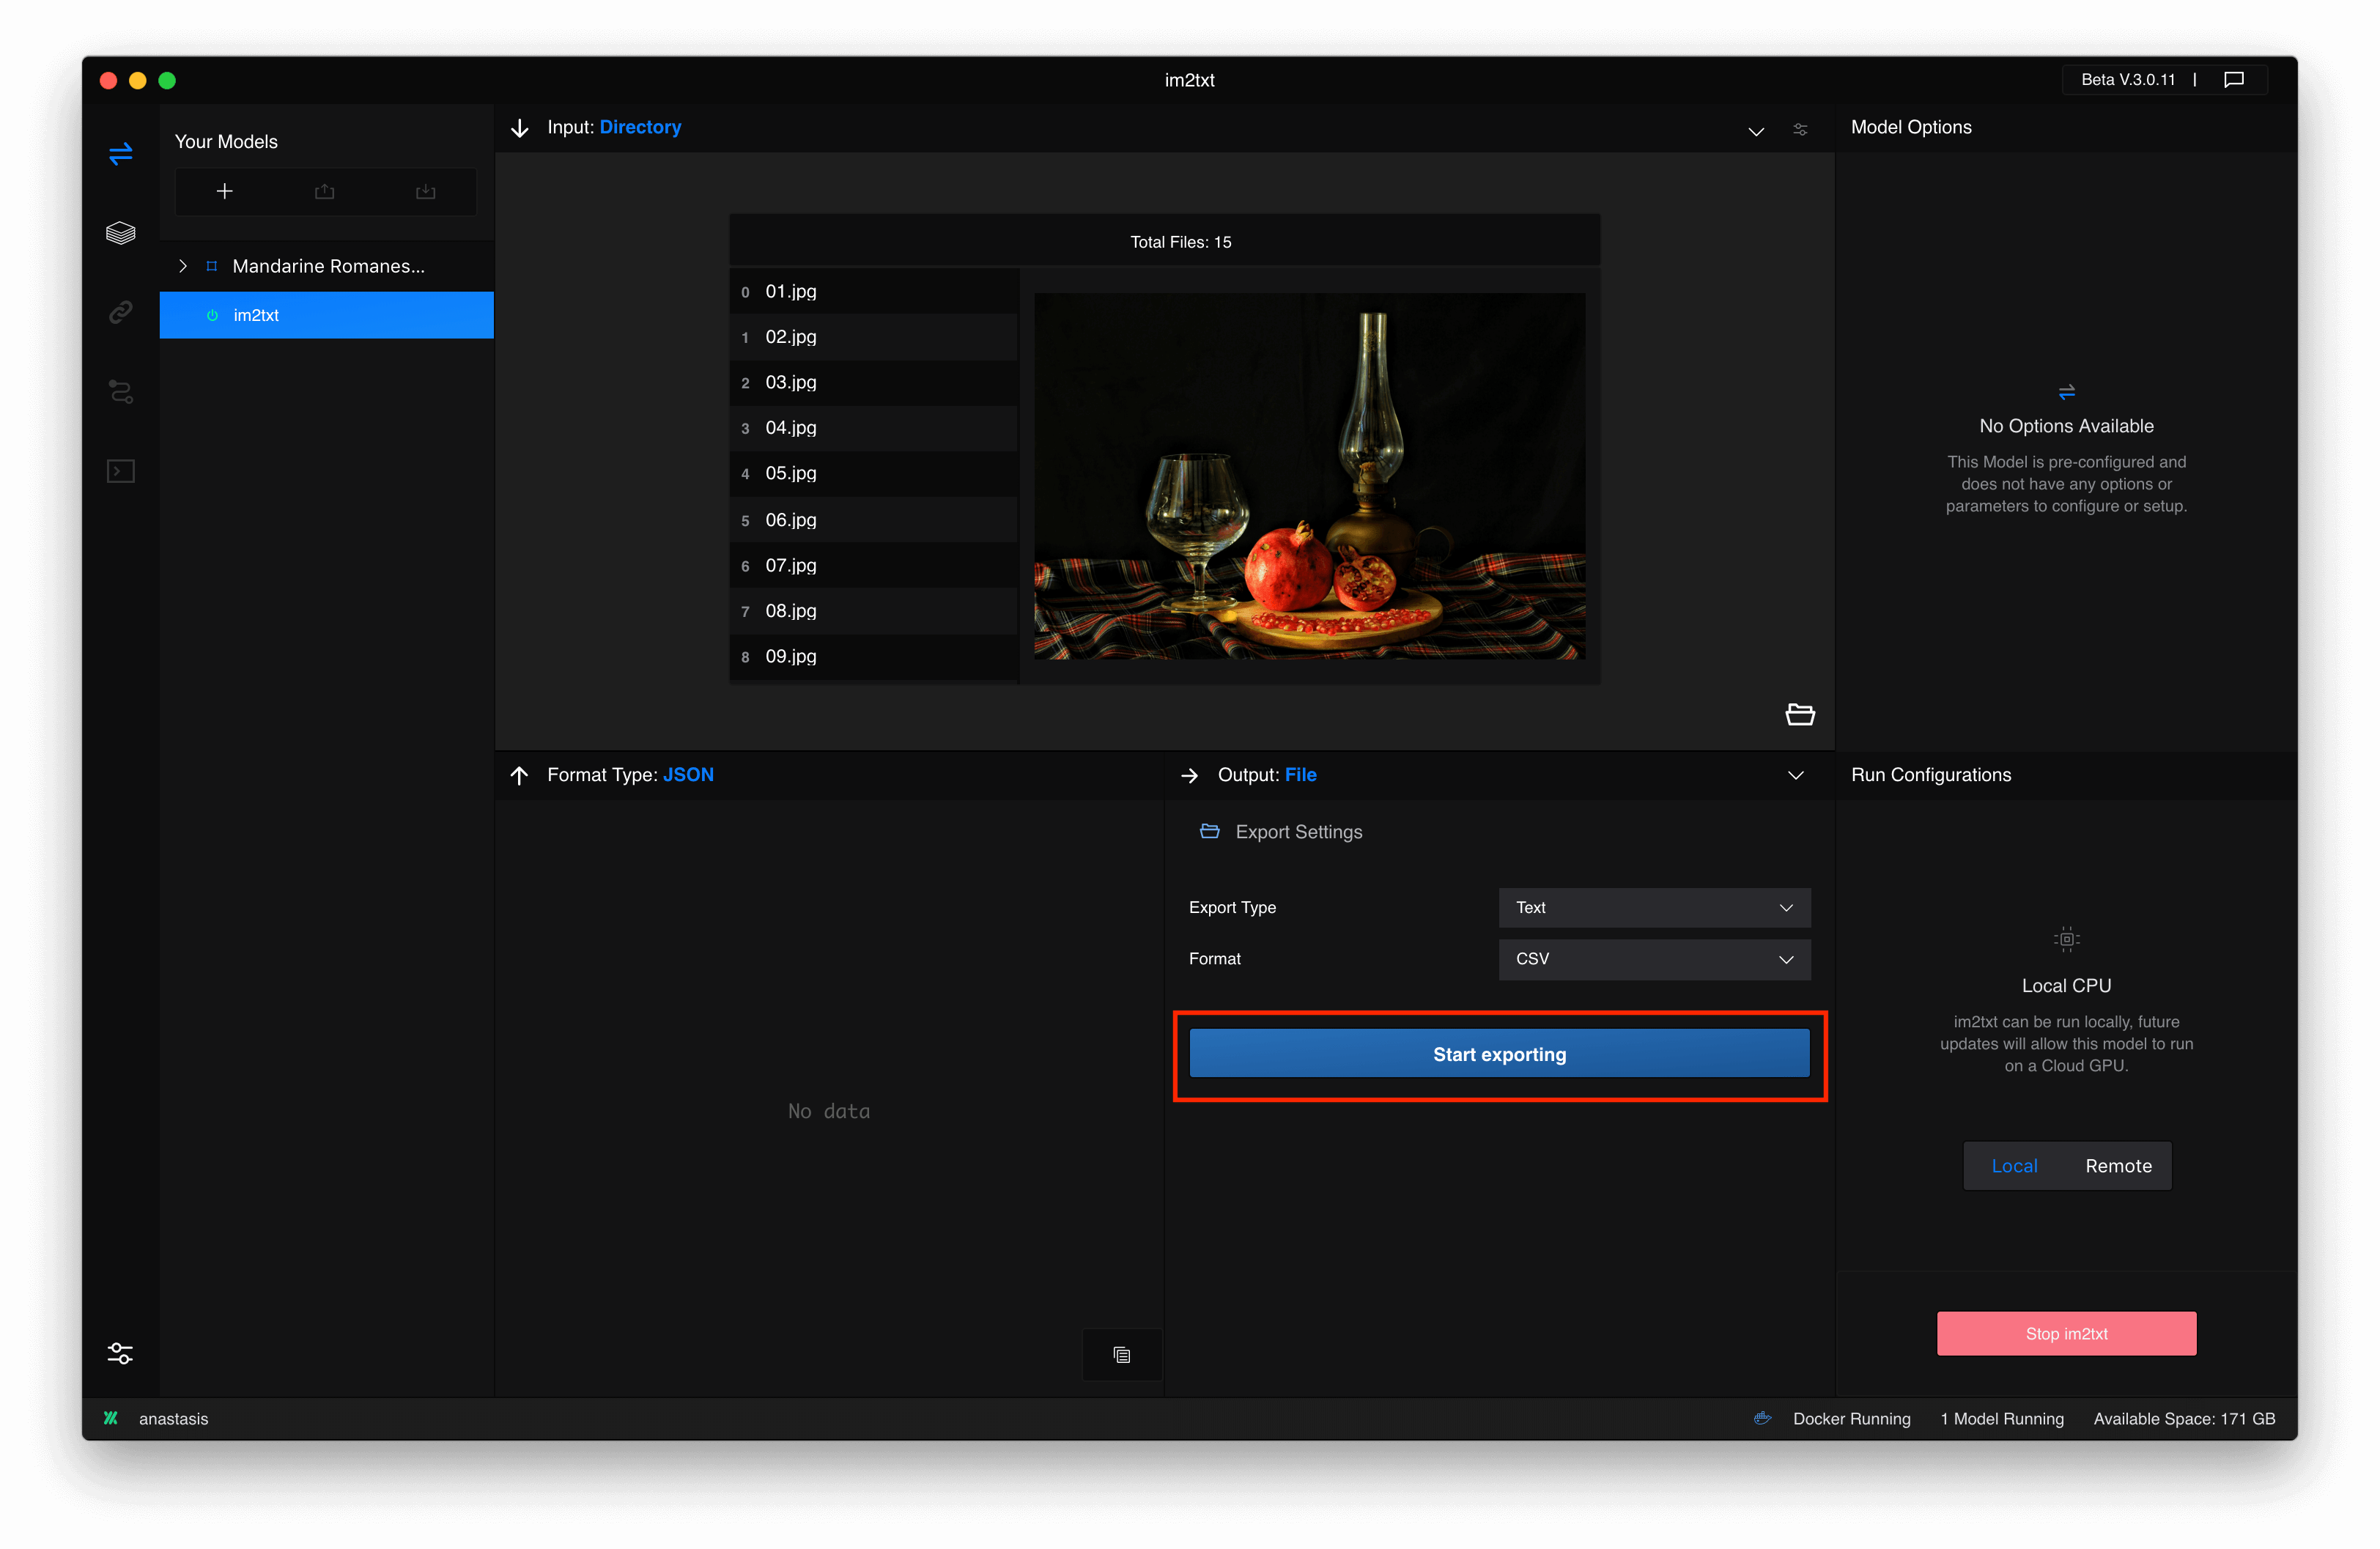 im2txt
Beta V.3.0.11 |
Your Models
Mandarine Romanes...
im2txt
Input: Directory
Total Files: 15
0 01.jpg
1 02.jpg
2 03.jpg
3 04.jpg
4 05.jpg
5 06.jpg
6 07.jpg
7 08.jpg
8 09.jpg
Model Options
No Options Available
This Model is pre-configured and
does not have any options or
parameters to configure or setup.
Format Type: JSON
No data
Output: File
Export Settings
Export Type Text
Format CSV
Start exporting
Run Configurations
Local CPU
im2txt can be run locally, future
updates will allow this model to run
on a Cloud GPU.
Local Remote
Stop im2txt
anastasis
Docker Running 1 Model Running Available Space: 171 GB